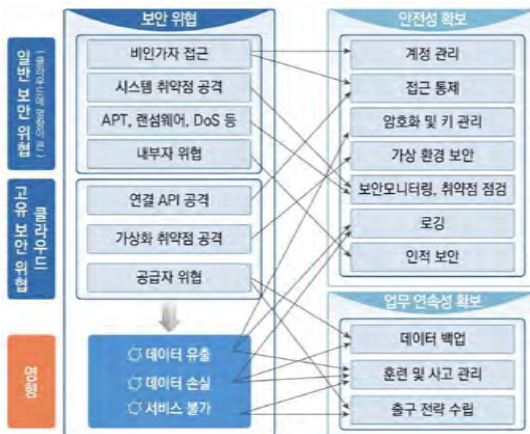 보안 위협
안전성 확보
일반 보안 위협
비인가자 접근
시스템 취약점 공격
APT, 랜섬웨어, DoS 등
내부자 위협
계정 관리
접근 통제
암호화 및 키 관리
가상 환경 보안
보안모니터링, 취약점 점검
로깅
인적 보안
클라우드
고유 보안 위협
연결 API 공격
가상화 취약점 공격
공급자 위협
업무 연속성 확보
데이터 백업
훈련 및 사고 관리
출구 전략 수립
영향
데이터 유출
데이터 손실
서비스 불가